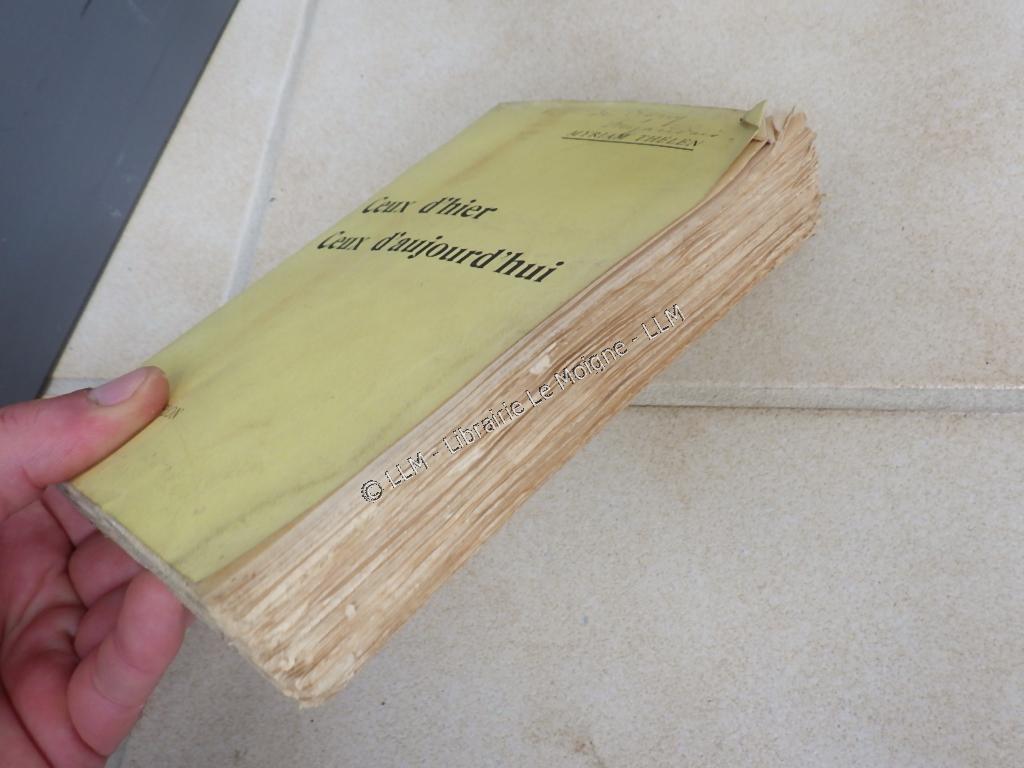 MYRIAM THELEN
Ceux d'hier
Ceux d'aujourd'hui
© LLM - Librairie Le Moigne - LLM